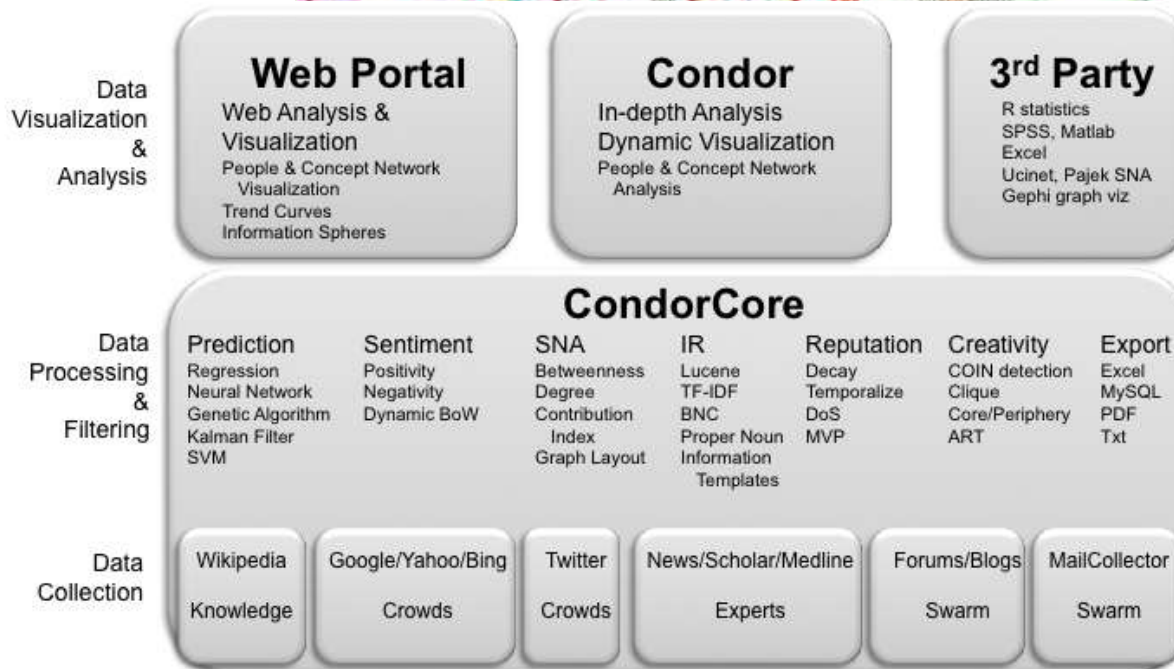 Data
Visualization
&
Analysis
Web Portal
Web Analysis &
Visualization
People & Concept Network
Visualization
Trend Curves
Information Spheres
Condor
In-depth Analysis
Dynamic Visualization
People & Concept Network
Analysis
3rd Party
R statistics
SPSS, Matlab
Excel
Ucinet, Pajek SNA
Gephi graph viz
Data
Processing
&
Filtering
CondorCore
Prediction
Regression
Neural Network
Genetic Algorithm
Kalman Filter
SVM
Sentiment
Positivity
Negativity
Dynamic BoW
SNA
Betweenness
Degree
Contribution
Index
Graph Layout
IR
Lucene
TF-IDF
BNC
Proper Noun
Information
Templates
Reputation
Decay
Temporalize
DoS
MVP
Creativity
COIN detection
Clique
Core/Periphery
ART
Export
Excel
MySQL
PDF
Txt
Data
Collection
Wikipedia
Knowledge
Google/Yahoo/Bing
Crowds
Twitter
Crowds
News/Scholar/Medline
Experts
Forums/Blogs
Swarm
MailCollector
Swarm